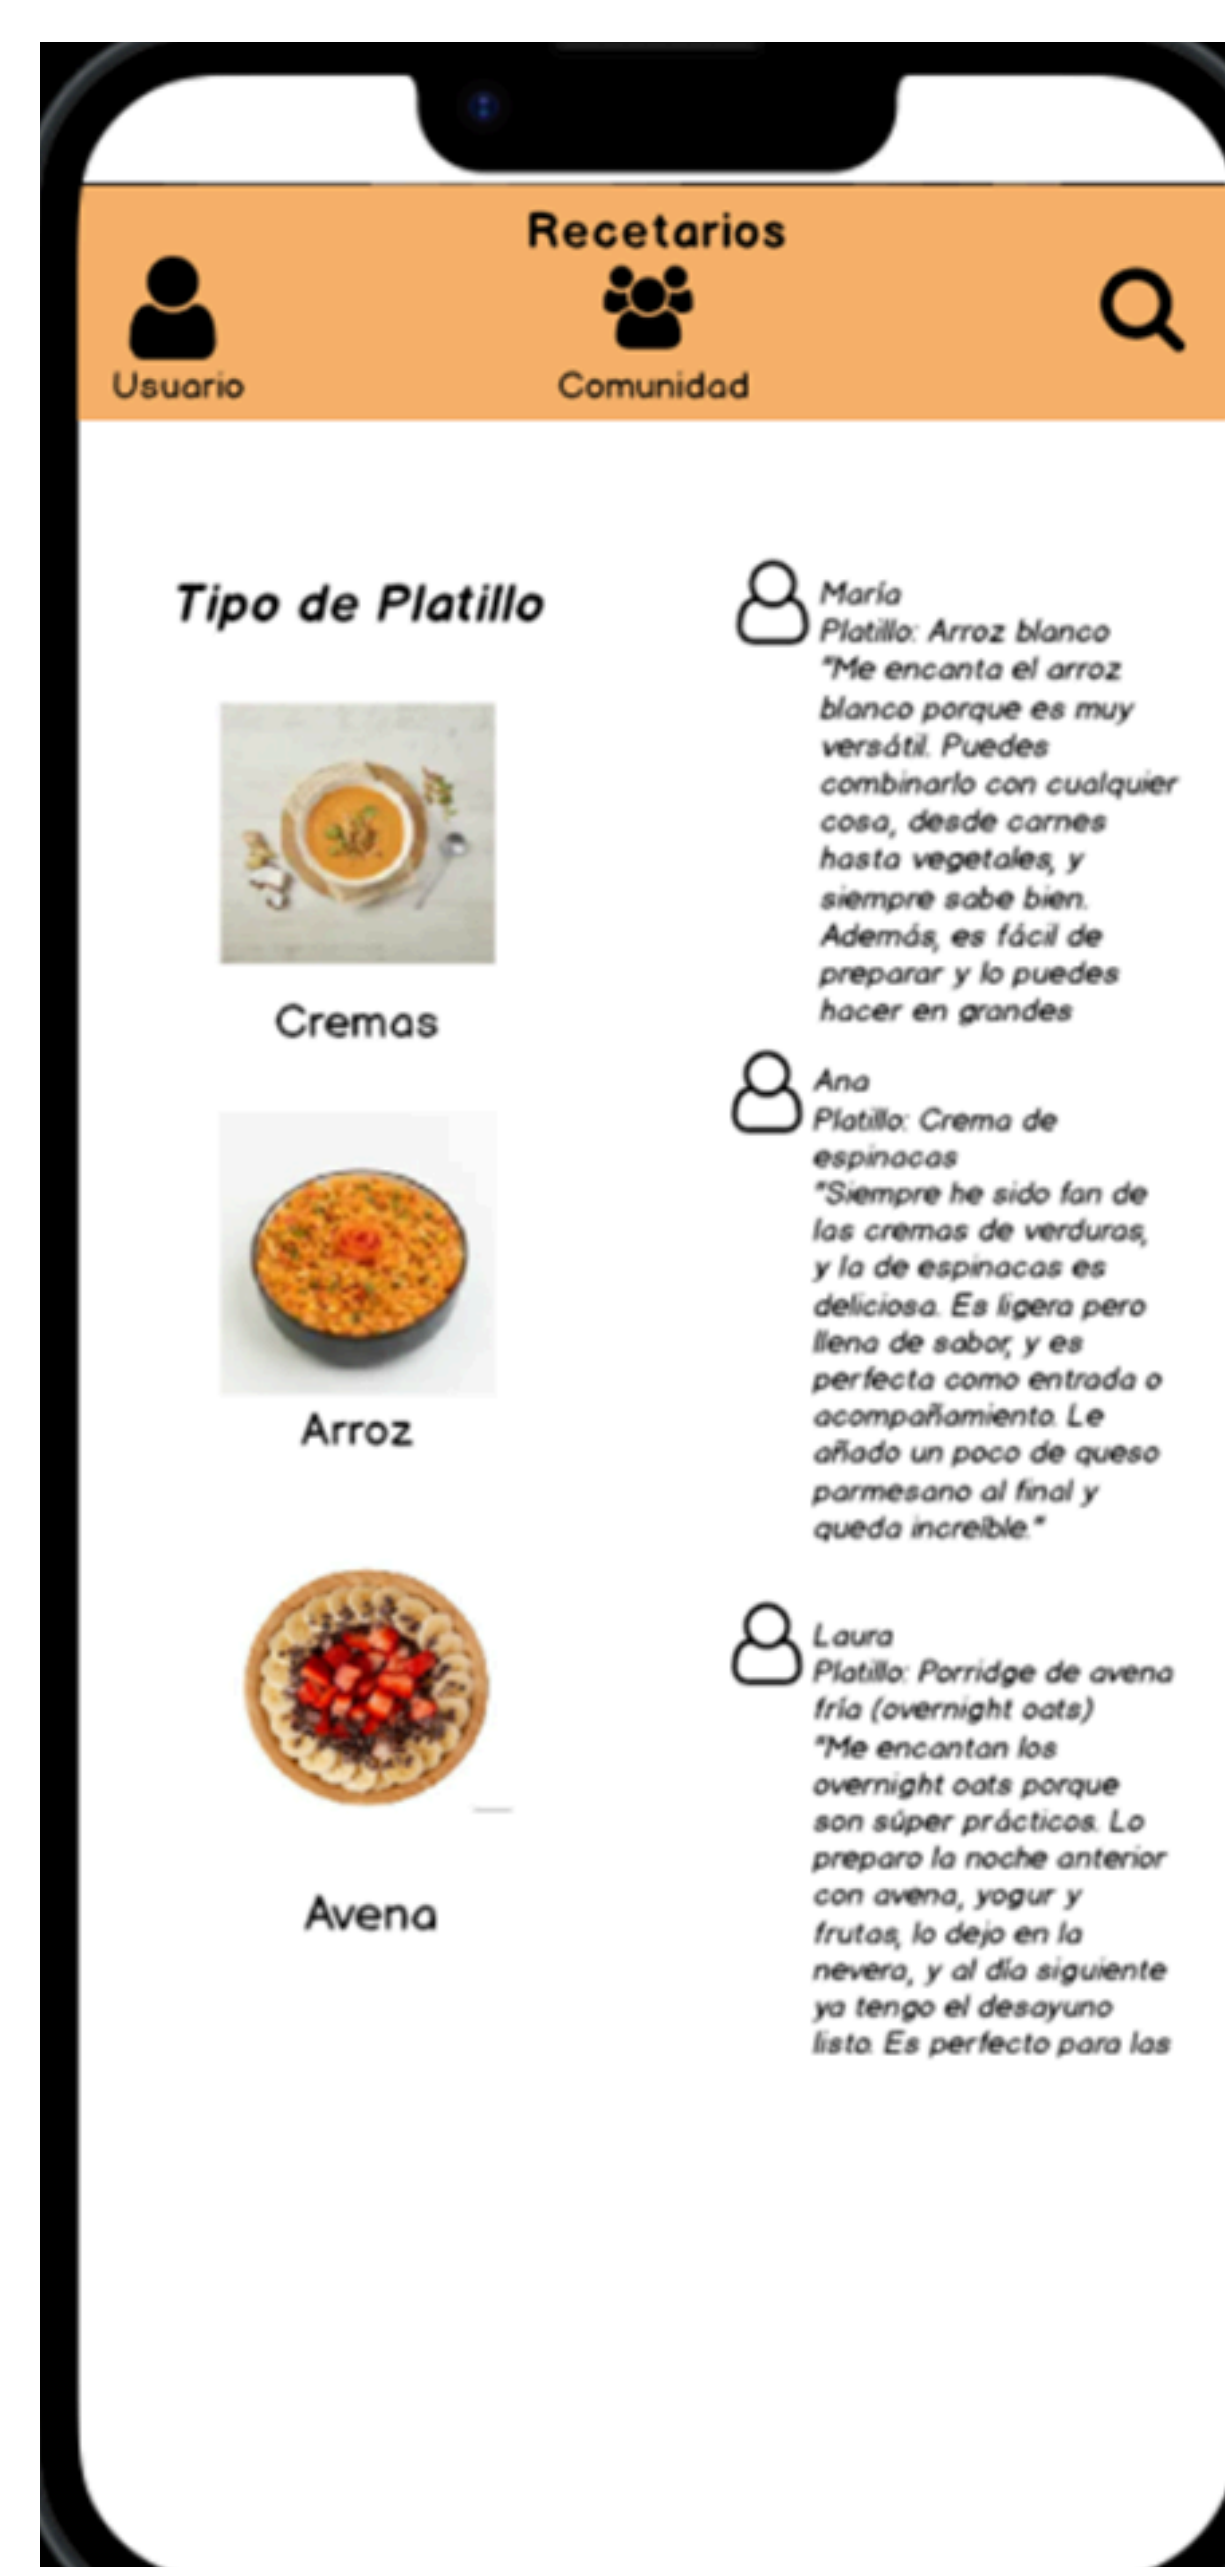 Recetarios
Usuario
Comunidad
Tipo de Platillo
Cremas
Arroz
Avena
María
Platillo: Arroz blanco
"Me encanta el arroz
blanco porque es muy
versátil. Puedes
combinarlo con cualquier
cosa, desde carnes
hasta vegetales, y
siempre sabe bien.
Además, es fácil de
preparar y lo puedes
hacer en grandes
Ana
Platillo: Crema de
espinacas
"Siempre he sido fan de
las cremas de verduras,
y la de espinacas es
deliciosa. Es ligera pero
llena de sabor, y es
perfecta como entrada o
acompañamiento. Le
añado un poco de queso
parmesano al final y
queda increíble."
Laura
Platillo: Porridge de avena
fría (overnight oats)
"Me encantan los
overnight oats porque
son súper prácticos. Lo
preparo la noche anterior
con avena, yogur y
frutas, lo dejo en la
nevera, y al día siguiente
ya tengo el desayuno
listo. Es perfecto para las